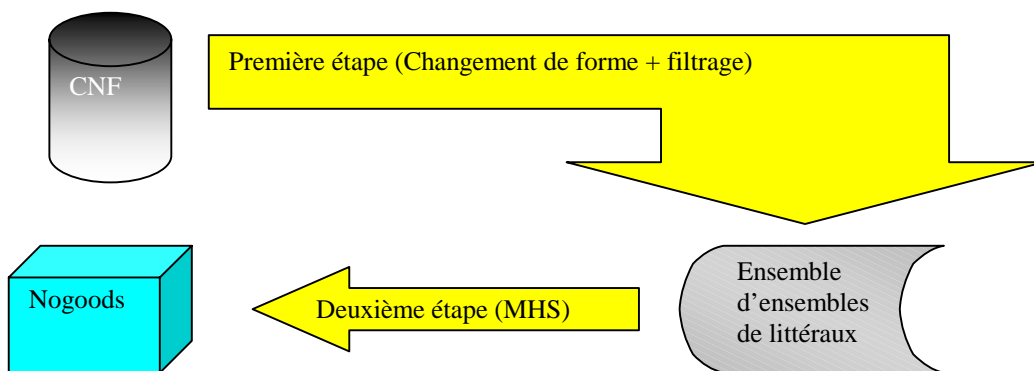 CNF
Première étape (Changement de forme + filtrage)
Ensemble
d’ensembles
de littéraux
Deuxième étape (MHS)
Nogoods